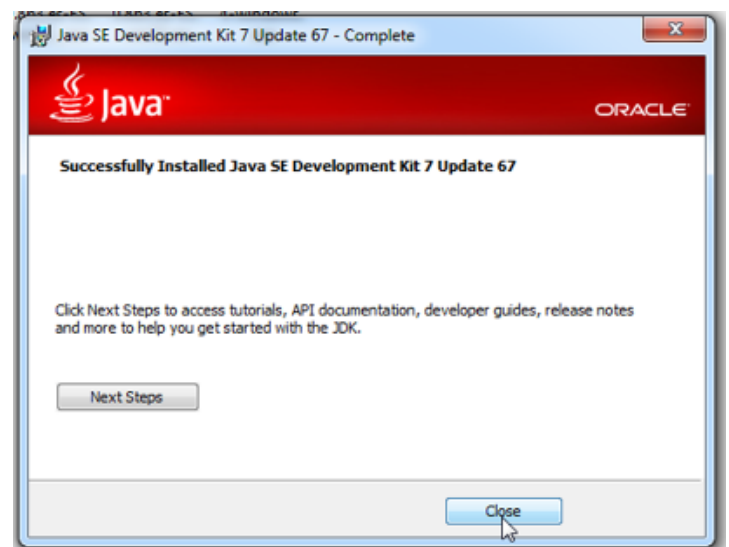 Java SE Development Kit 7 Update 67 - Complete
Java™
ORACLE®
Successfully Installed Java SE Development Kit 7 Update 67
Click Next Steps to access tutorials, API documentation, developer guides, release notes
and more to help you get started with the JDK.
Next Steps
Close